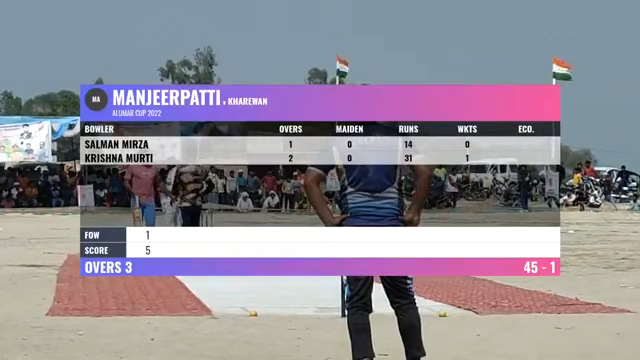 MA
MANJEERPATTI v KHAREWAN
ALUMAR CUP 2022
BOWLER OVERS MAIDEN RUNS WKTS ECO.
SALMAN MIRZA 1 0 14 0
KRISHNA MURTI 2 0 31 1
FOW 1
SCORE 5
OVERS 3 45 - 1